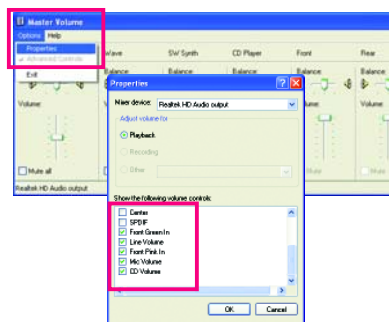 Master Volume
Options Help
Properties
Advanced Controls
Exit
Wave
SW Synth
CD Player
Front
Rear
Balance:
Balance:
Balance:
Balance:
Balance:
Volume:
Volume:
Mute all
Mute
Realtek HD Audio output
Properties
Mixer device: Realtek HD Audio output
Adjust volume for
Playback
Recording
Other
Show the following volume controls:
Center
SPDIF
Front Green In
Line Volume
Front Pink In
Mic Volume
CD Volume
OK Cancel